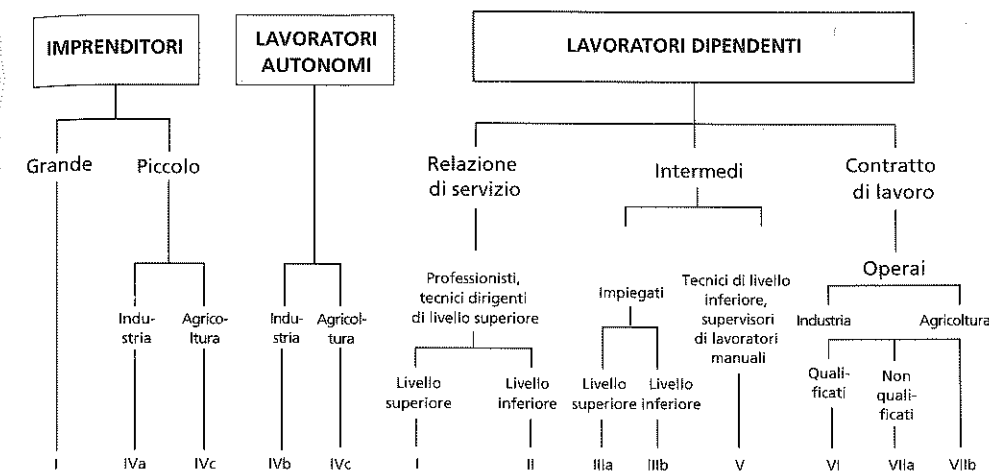 IMPRENDITORI
LAVORATORI
AUTONOMI
LAVORATORI DIPENDENTI
Grande
Piccolo
Relazione
di servizio
Intermedi
Contratto
di lavoro
Operai
Professionisti,
tecnici dirigenti
di livello superiore
Impiegati
Tecnici di livello
inferiore,
supervisori
di lavoratori
manuali
Indu-
stria
Agrico-
ltura
Indu-
stria
Agricol-
tura
Industria
Agricoltura
Livello
superiore
Livello
inferiore
Livello
superiore
Livello
inferiore
Quali-
ficati
Non
quali-
ficati
I
IVa
IVc
IVb
IVc
I
II
IIIa
IIIb
V
VI
VIIa
VIIb